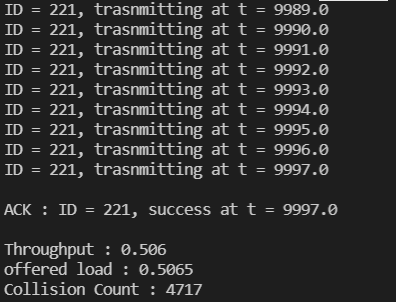 ID = 221, trasnmitting at t = 9989.0
ID = 221, trasnmitting at t = 9990.0
ID = 221, trasnmitting at t = 9991.0
ID = 221, trasnmitting at t = 9992.0
ID = 221, trasnmitting at t = 9993.0
ID = 221, trasnmitting at t = 9994.0
ID = 221, trasnmitting at t = 9995.0
ID = 221, trasnmitting at t = 9996.0
ID = 221, trasnmitting at t = 9997.0
ACK : ID = 221, success at t = 9997.0
Throughput : 0.506
offered load : 0.5065
Collision Count : 4717